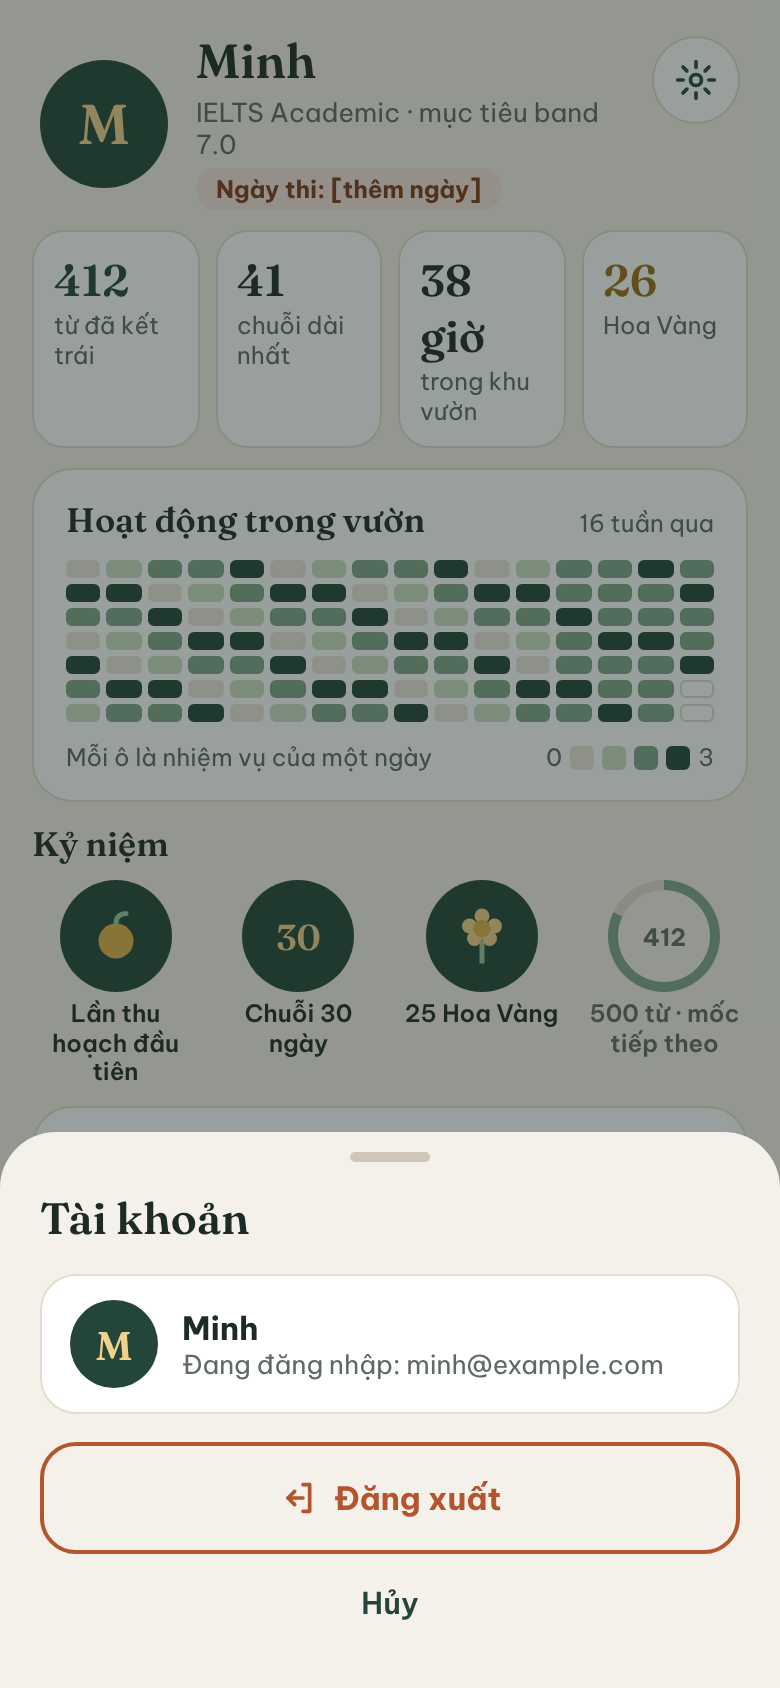 M
Minh
IELTS Academic · mục tiêu band
7.0
Ngày thi: [thêm ngày]
412
từ đã kết
trái
41
chuỗi dài
nhất
38
giờ
trong khu
vườn
26
Hoa Vàng
Hoạt động trong vườn
16 tuần qua
Mỗi ô là nhiệm vụ của một ngày
0
3
Kỷ niệm
30
412
Lần thu
hoạch đầu
tiên
Chuỗi 30
ngày
25 Hoa Vàng
500 từ · mốc
tiếp theo
Tài khoản
M
Minh
Đang đăng nhập: minh@example.com
Đăng xuất
Hủy